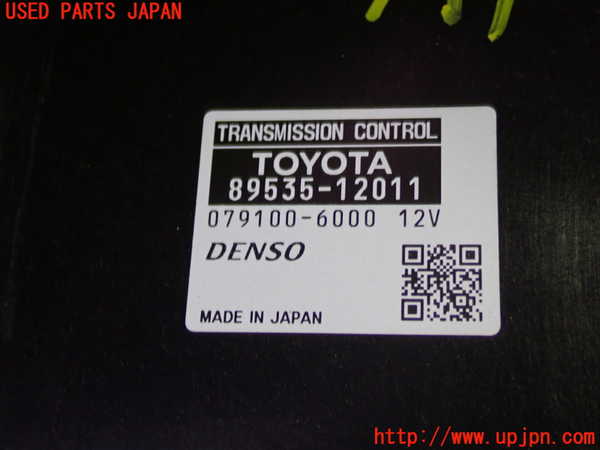 USED PARTS JAPAN
TRANSMISSION CONTROL
TOYOTA
89535-12011
079100-6000 12V
DENSO
MADE IN JAPAN
http://www.upjpn.com/